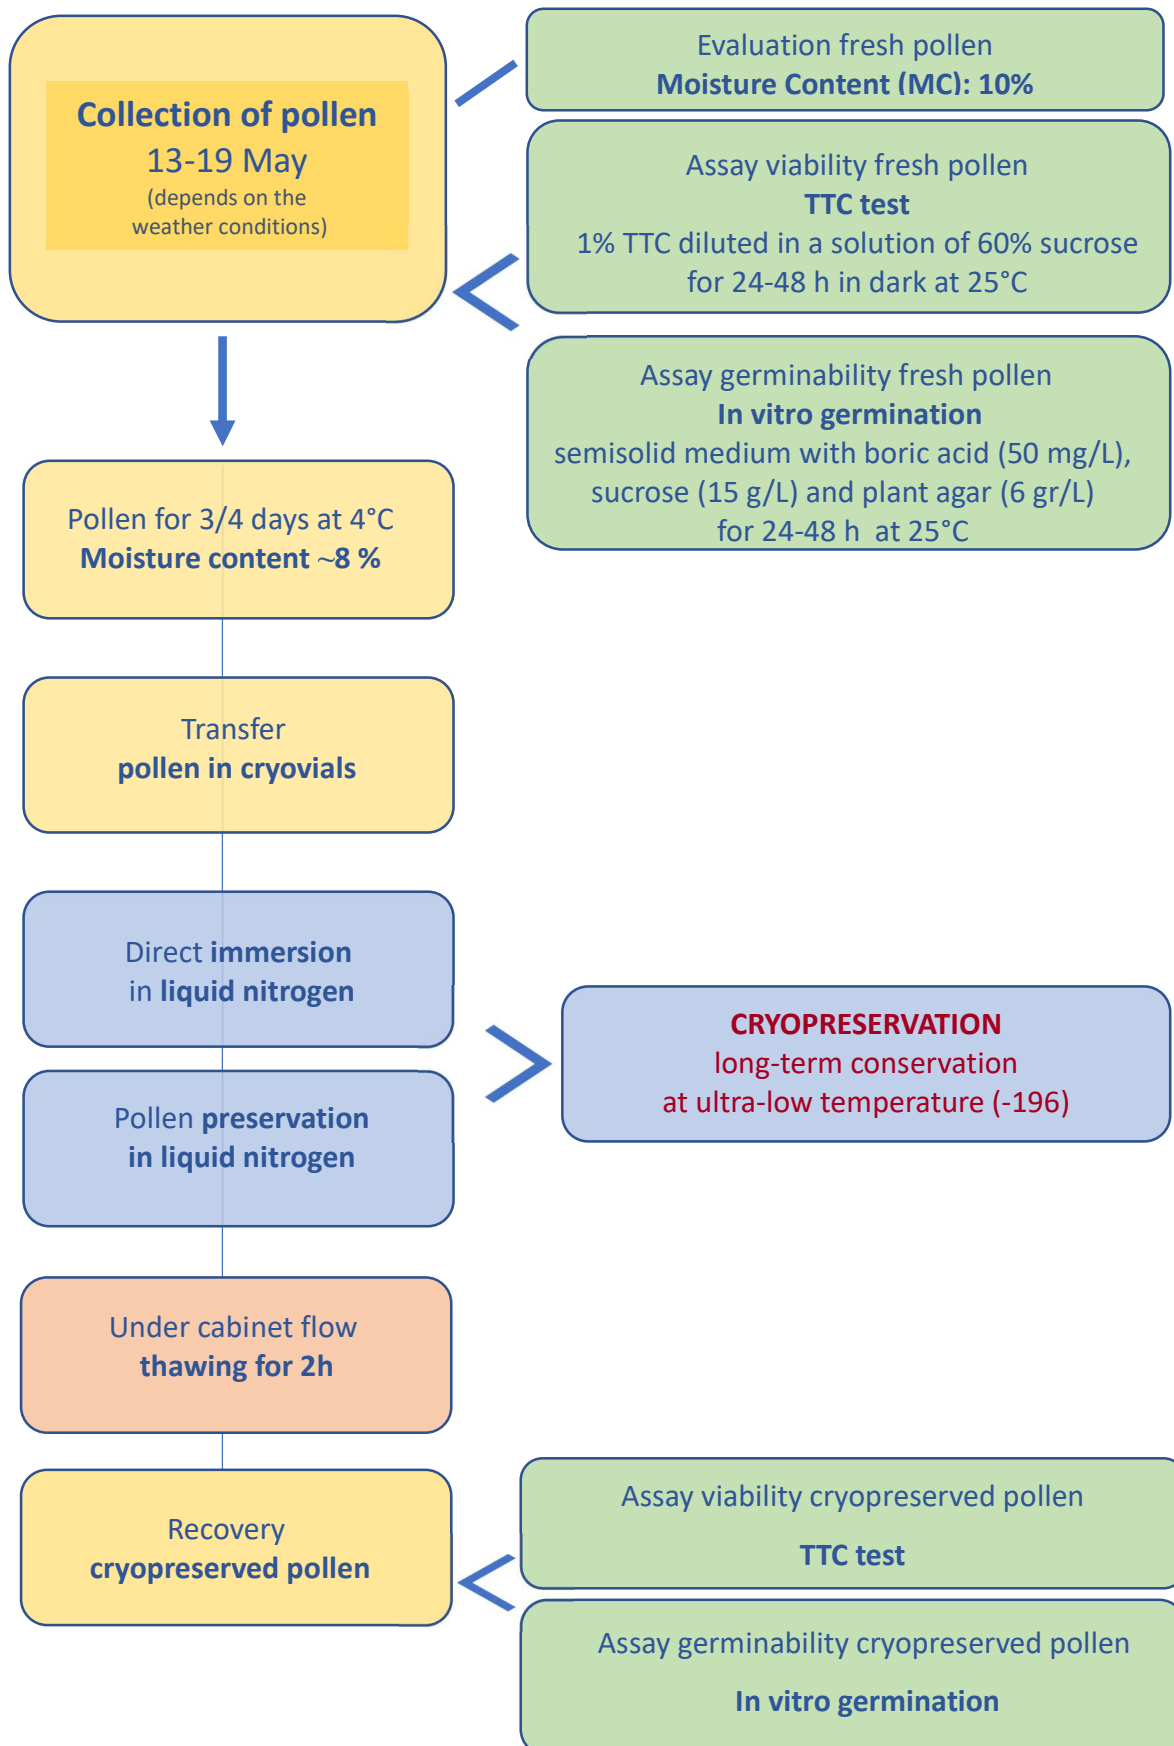 Collection of pollen
13-19 May
(depends on the
weather conditions)
Evaluation fresh pollen
Moisture Content (MC): 10%
Assay viability fresh pollen
TTC test
1% TTC diluted in a solution of 60% sucrose
for 24-48 h in dark at 25°C
Assay germinability fresh pollen
In vitro germination
semisolid medium with boric acid (50 mg/L),
sucrose (15 g/L) and plant agar (6 gr/L)
for 24-48 h at 25°C
Pollen for 3/4 days at 4°C
Moisture content ~8 %
Transfer
pollen in cryovials
Direct immersion
in liquid nitrogen
Pollen preservation
in liquid nitrogen
CRYOPRESERVATION
long-term conservation
at ultra-low temperature (-196)
Under cabinet flow
thawing for 2h
Recovery
cryopreserved pollen
Assay viability cryopreserved pollen
TTC test
Assay germinability cryopreserved pollen
In vitro germination